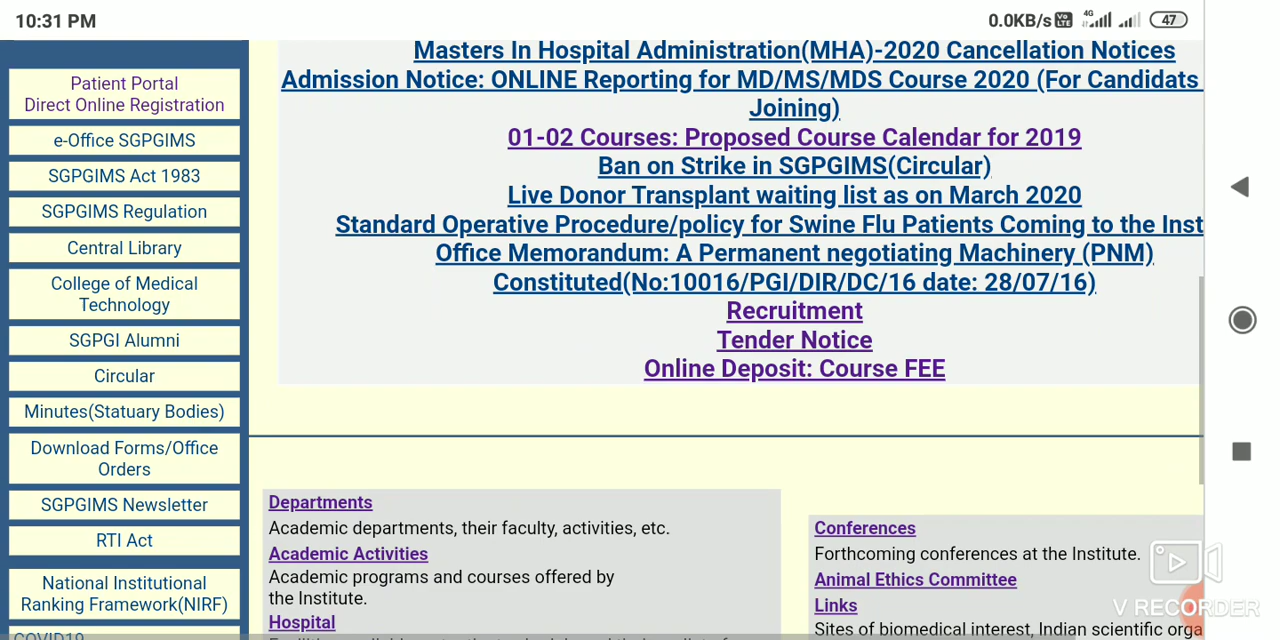 10:31 PM
0.0KB/s Vo LTE 4G 47
Patient Portal
Direct Online Registration
e-Office SGPGIMS
SGPGIMS Act 1983
SGPGIMS Regulation
Central Library
College of Medical
Technology
SGPGI Alumni
Circular
Minutes(Statuary Bodies)
Download Forms/Office
Orders
SGPGIMS Newsletter
RTI Act
National Institutional
Ranking Framework(NIRF)
COVID19
Masters In Hospital Administration(MHA)-2020 Cancellation Notices
Admission Notice: ONLINE Reporting for MD/MS/MDS Course 2020 (For Candidats
Joining)
01-02 Courses: Proposed Course Calendar for 2019
Ban on Strike in SGPGIMS(Circular)
Live Donor Transplant waiting list as on March 2020
Standard Operative Procedure/policy for Swine Flu Patients Coming to the Inst
Office Memorandum: A Permanent negotiating Machinery (PNM)
Constituted(No:10016/PGI/DIR/DC/16 date: 28/07/16)
Recruitment
Tender Notice
Online Deposit: Course FEE
Departments
Academic departments, their faculty, activities, etc.
Academic Activities
Academic programs and courses offered by
the Institute.
Hospital
Conferences
Forthcoming conferences at the Institute.
Animal Ethics Committee
Links
Sites of biomedical interest, Indian scientific orga
V RECORDER